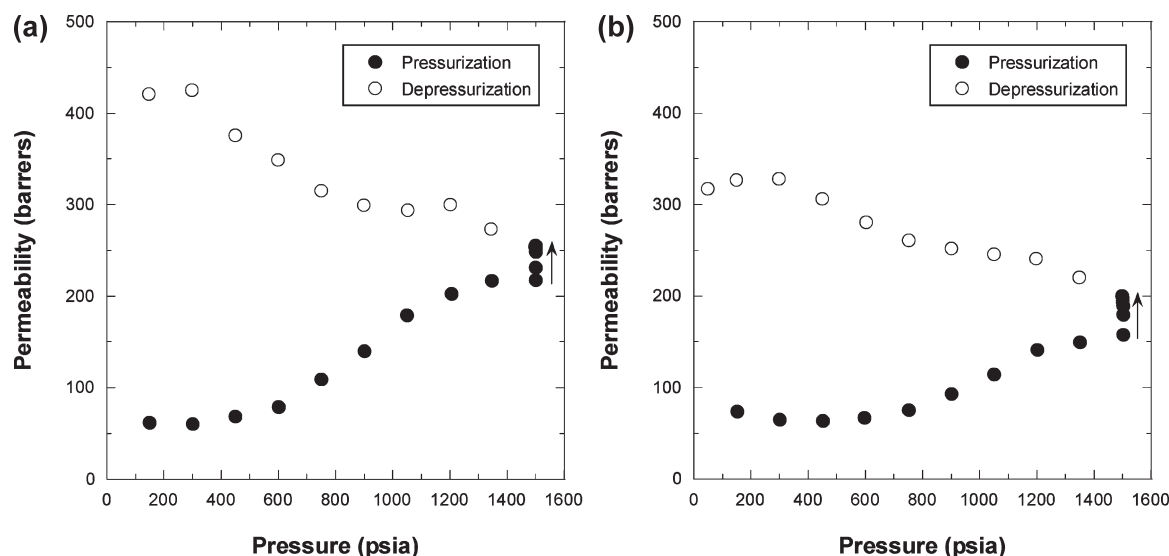 (a)
500
400
300
200
100
0
Permeability (barrers)
Pressurization
Depressurization
0 200 400 600 800 1000 1200 1400 1600
Pressure (psia)
(b)
500
400
300
200
100
0
Permeability (barrers)
Pressurization
Depressurization
0 200 400 600 800 1000 1200 1400 1600
Pressure (psia)